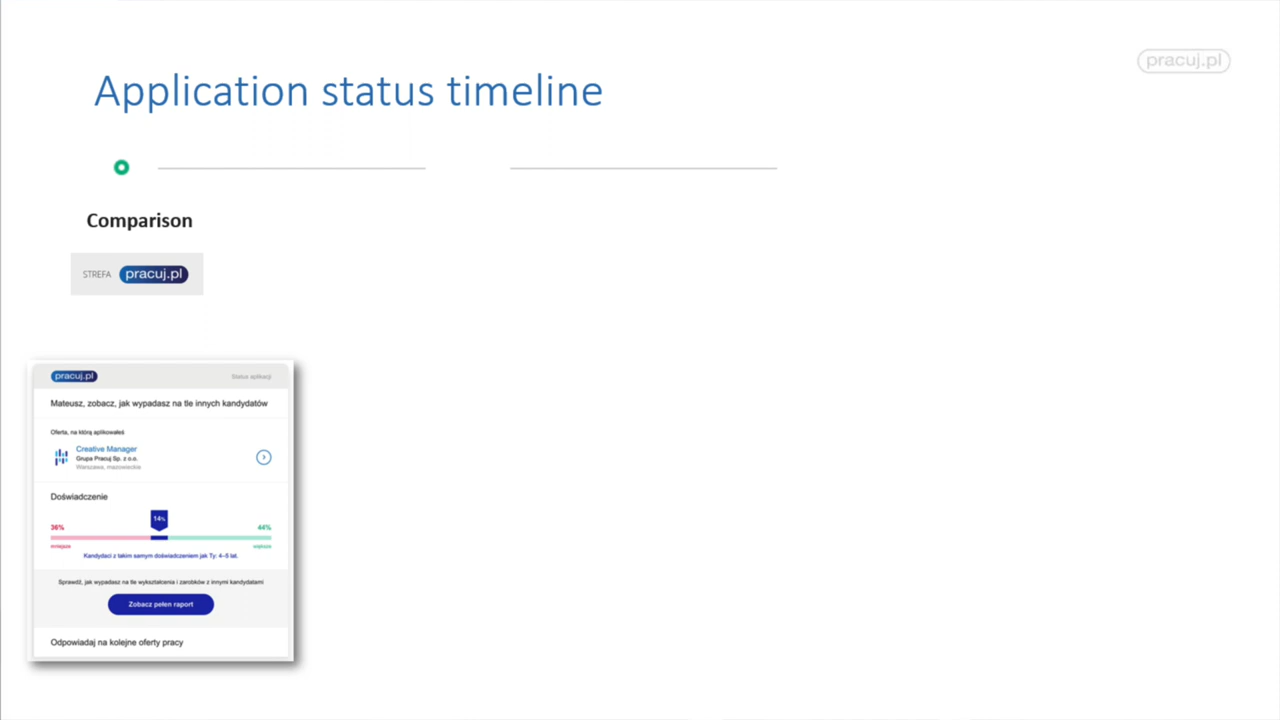 pracuj.pl
Application status timeline
Comparison
STREFA pracuj.pl
pracuj.pl Status aplikacji
Mateusz, zobacz, jak wypadasz na tle innych kandydatów
Oferta, na którą aplikowałeś
Creative Manager
Grupa Pracuj Sp. z o.o.
Warszawa, mazowieckie
Doświadczenie
14%
36% 44%
mniejsze większe
Kandydaci z takim samym doświadczeniem jak Ty: 4–5 lat.
Sprawdź, jak wypadasz na tle wykształcenia i zarobków z innymi kandydatami
Zobacz pełen raport
Odpowiadaj na kolejne oferty pracy